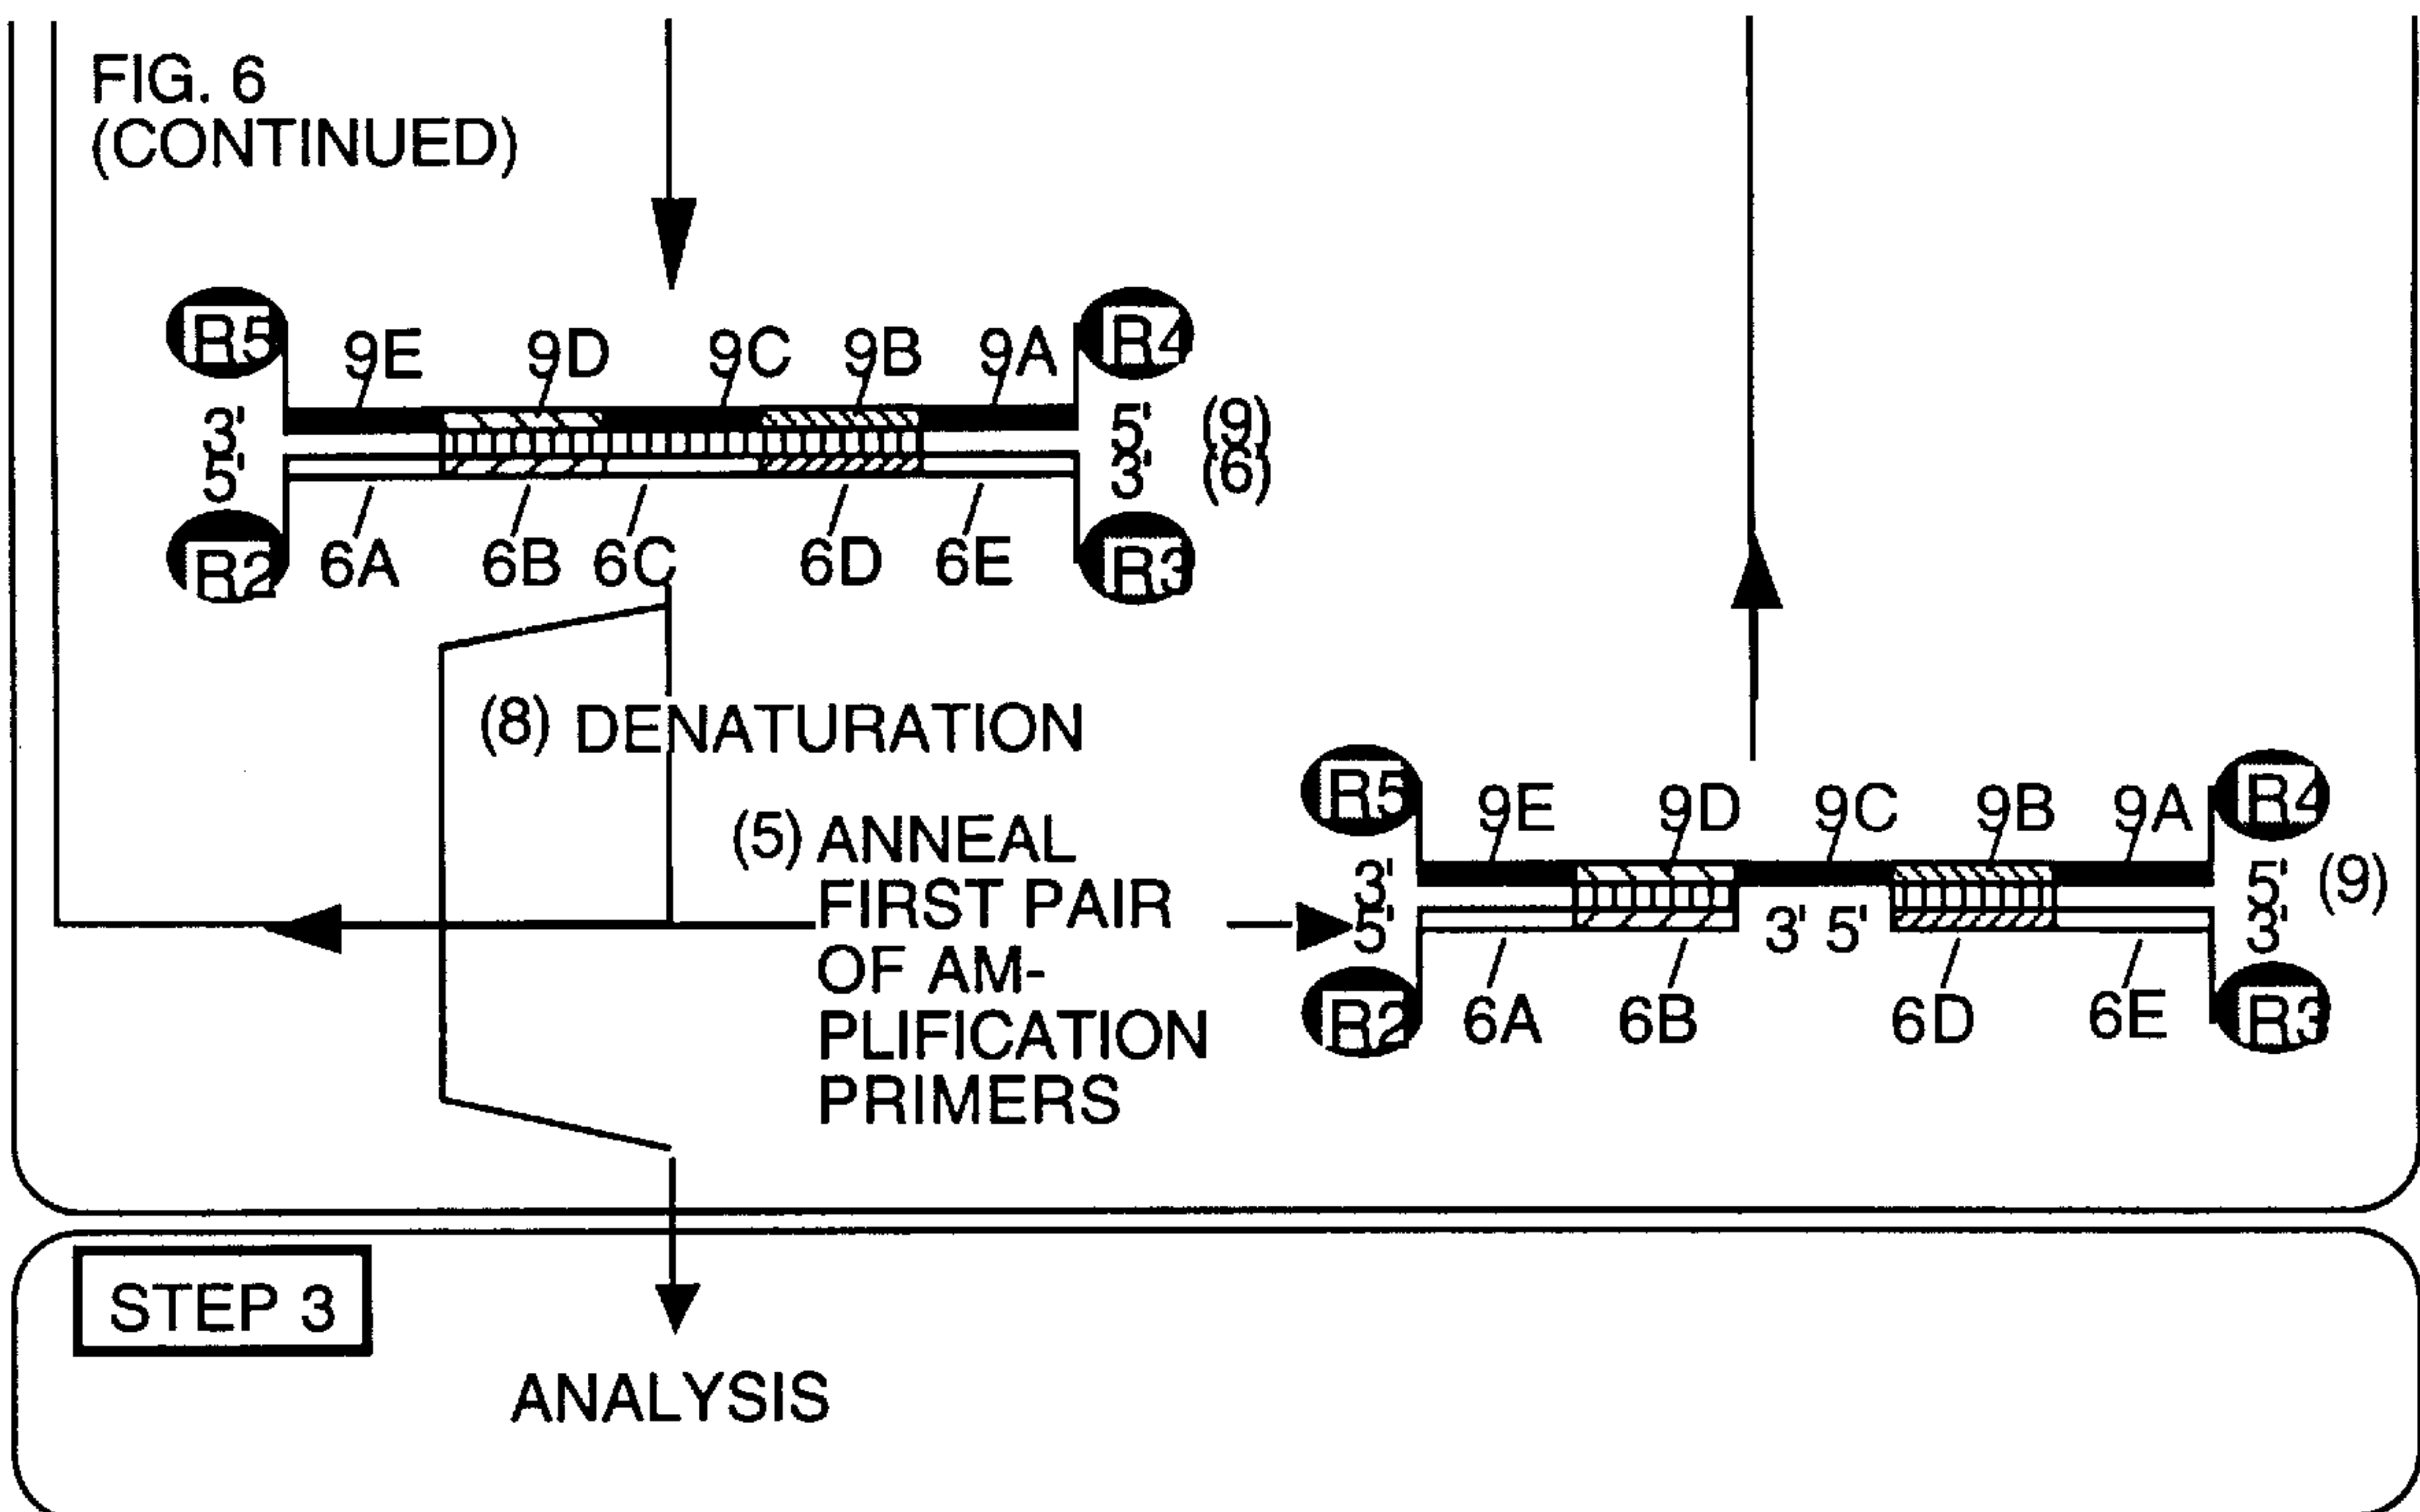 FIG. 6
(CONTINUED)
R5 9E 9D 9C 9B 9A R4
3' 5' (9)
5' 3' (6)
R2 6A 6B 6C 6D 6E R3
(8) DENATURATION
(5) ANNEAL
FIRST PAIR
OF AM-
PLIFICATION
PRIMERS
R5 9E 9D 9C 9B 9A R4
3' 5' (9)
5' 3' 5' 3'
R2 6A 6B 6D 6E R3
STEP 3
ANALYSIS